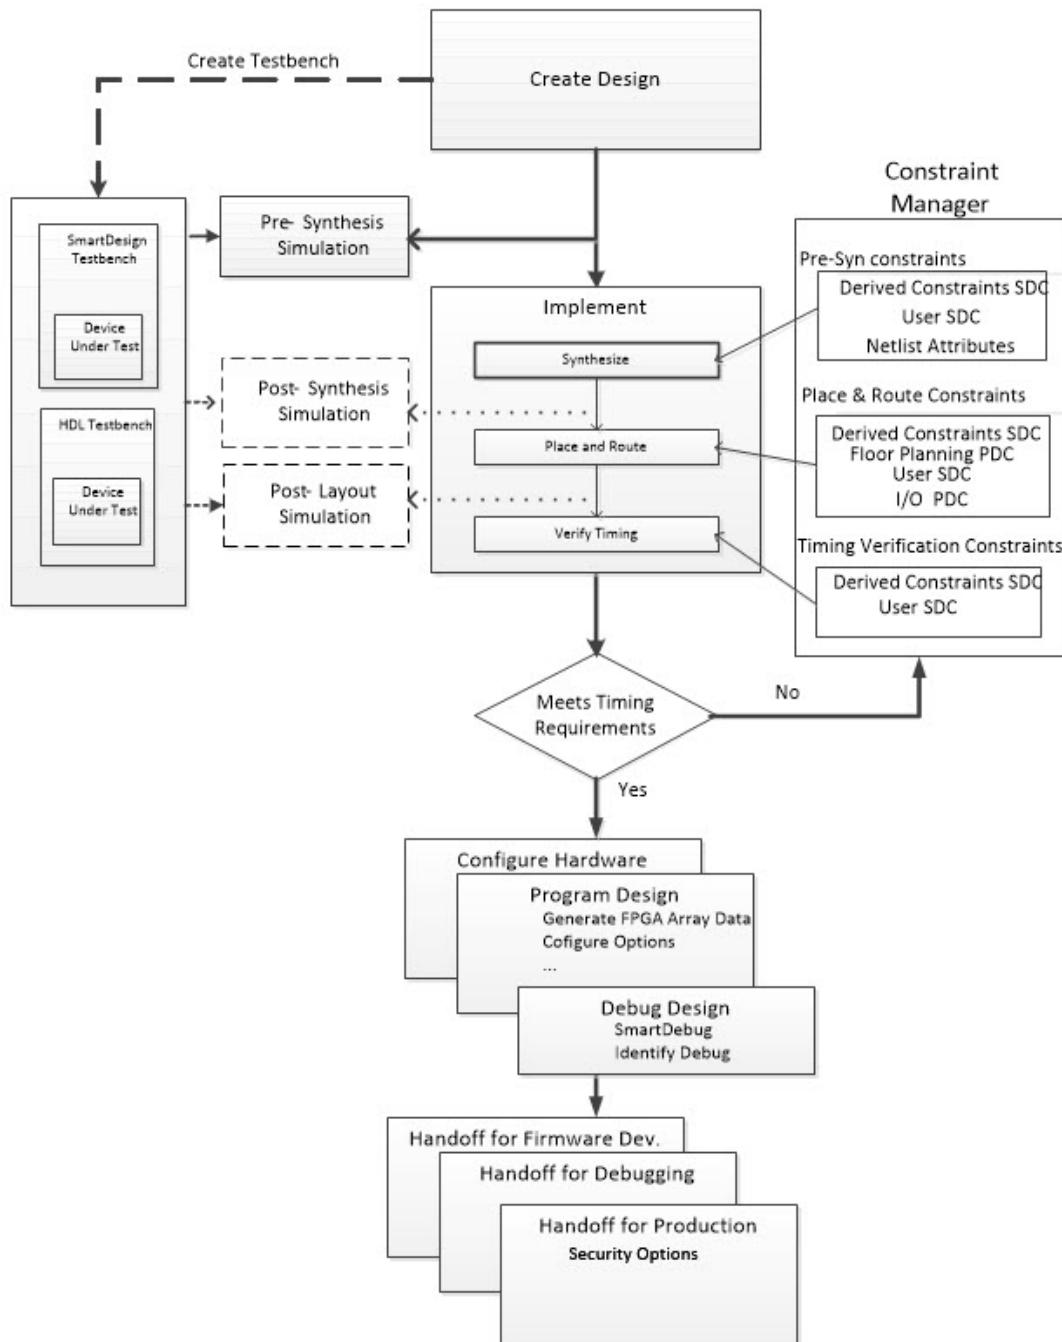 Create Testbench
Create Design
Constraint
Manager
SmartDesign
Testbench
Device
Under Test
HDL Testbench
Device
Under Test
Pre- Synthesis
Simulation
Post- Synthesis
Simulation
Post- Layout
Simulation
Implement
Synthesize
Place and Route
Verify Timing
Pre-Syn constraints
Derived Constraints SDC
User SDC
Netlist Attributes
Place & Route Constraints
Derived Constraints SDC
Floor Planning PDC
User SDC
I/O PDC
Timing Verification Constraints
Derived Constraints SDC
User SDC
Meets Timing
Requirements
No
Yes
Configure Hardware
Program Design
Generate FPGA Array Data
Cofigure Options
...
Debug Design
SmartDebug
Identify Debug
Handoff for Firmware Dev.
Handoff for Debugging
Handoff for Production
Security Options